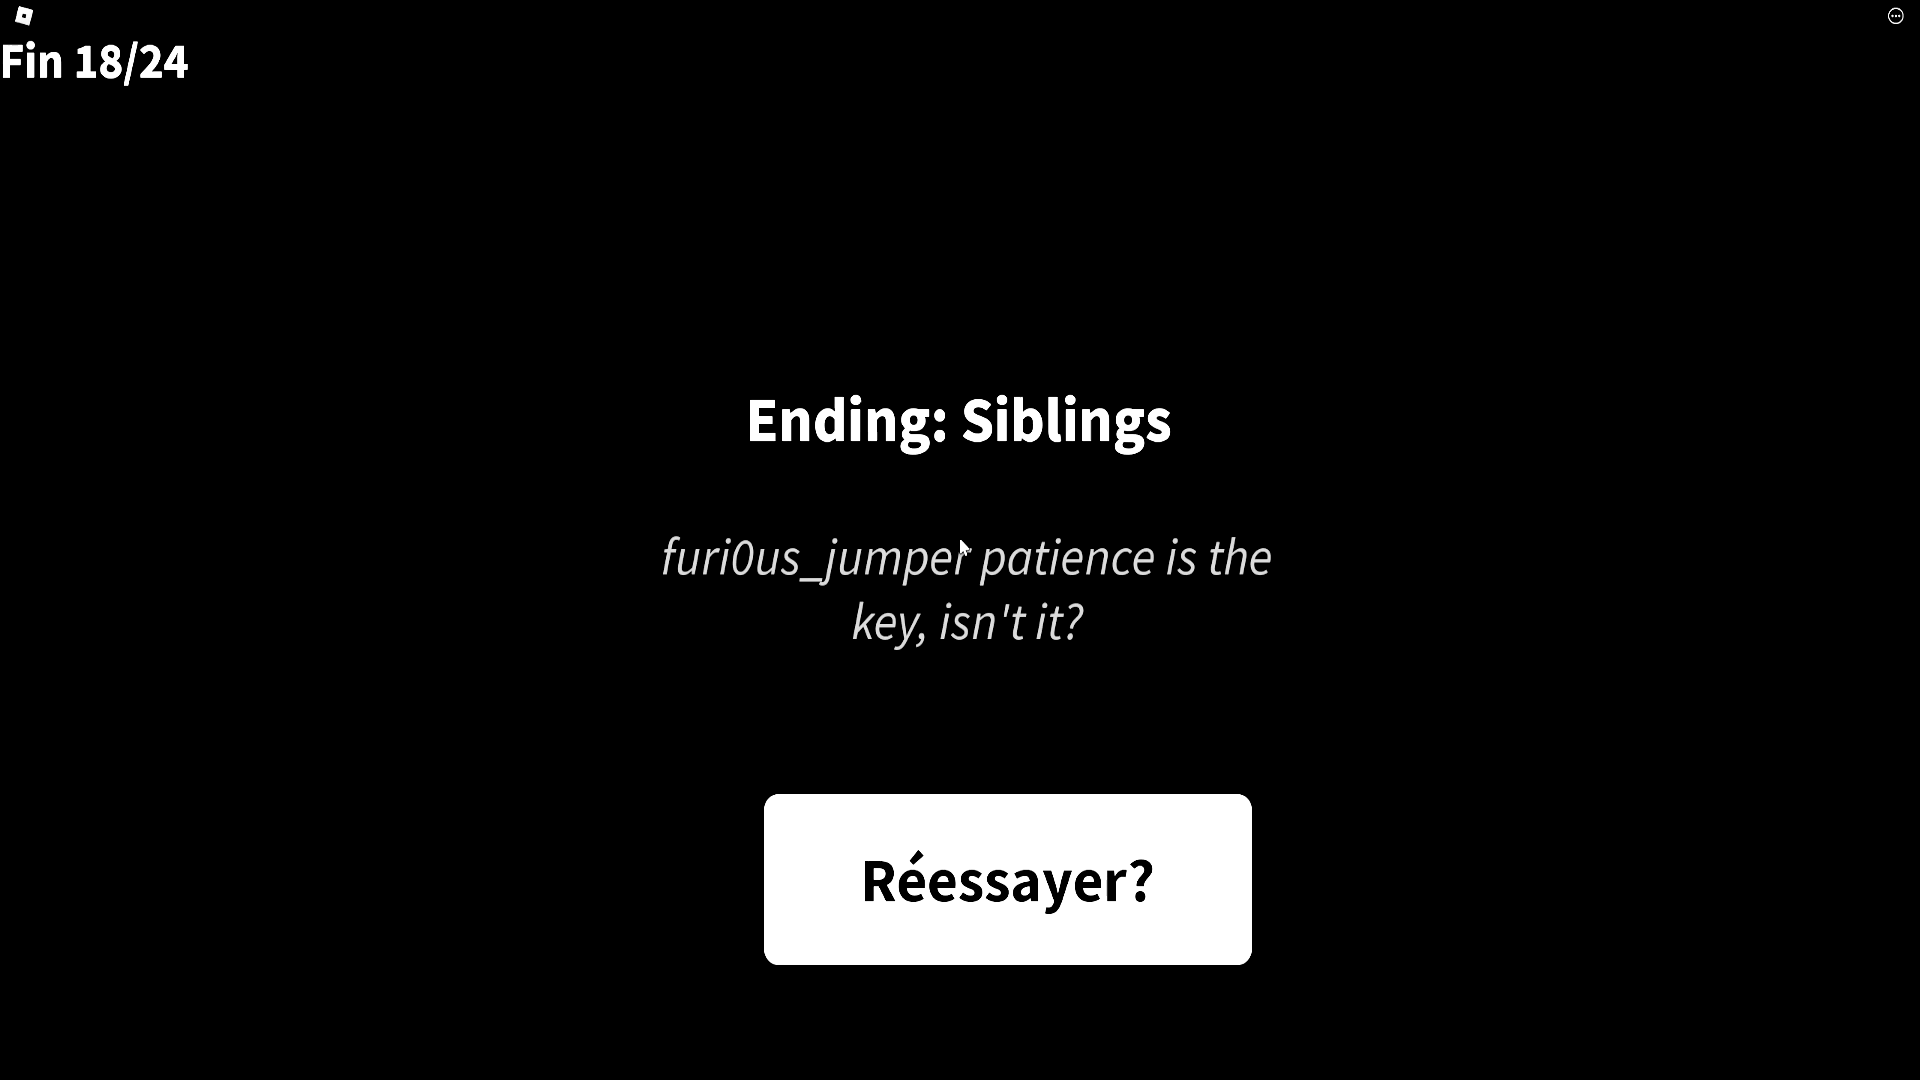 Fin 18/24
Ending: Siblings
furi0us_jumper patience is the
key, isn't it?
Réessayer?